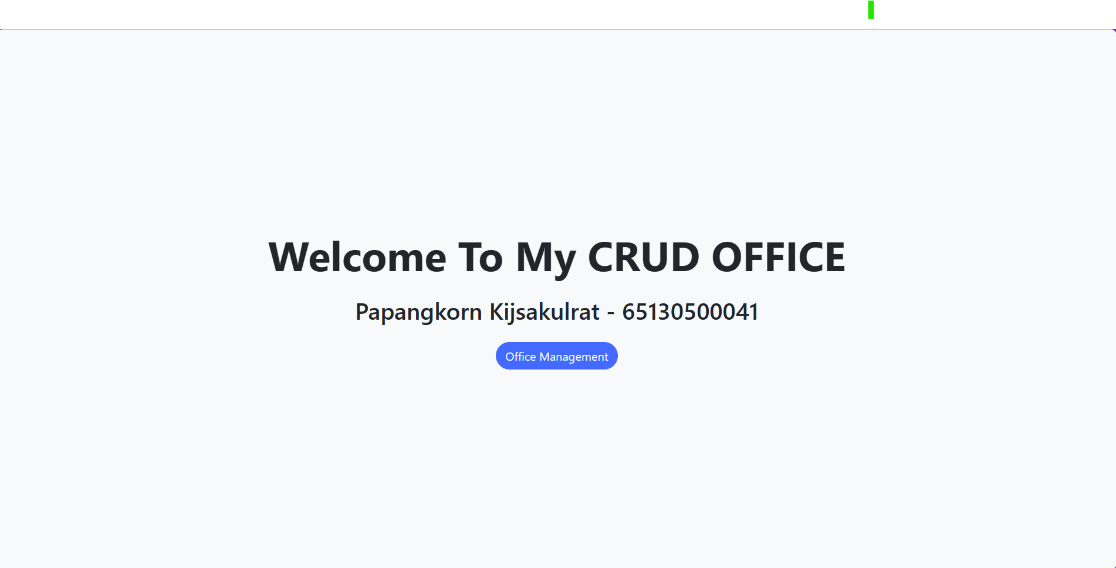 Welcome To My CRUD OFFICE
Papangkorn Kijsakulrat - 65130500041
Office Management